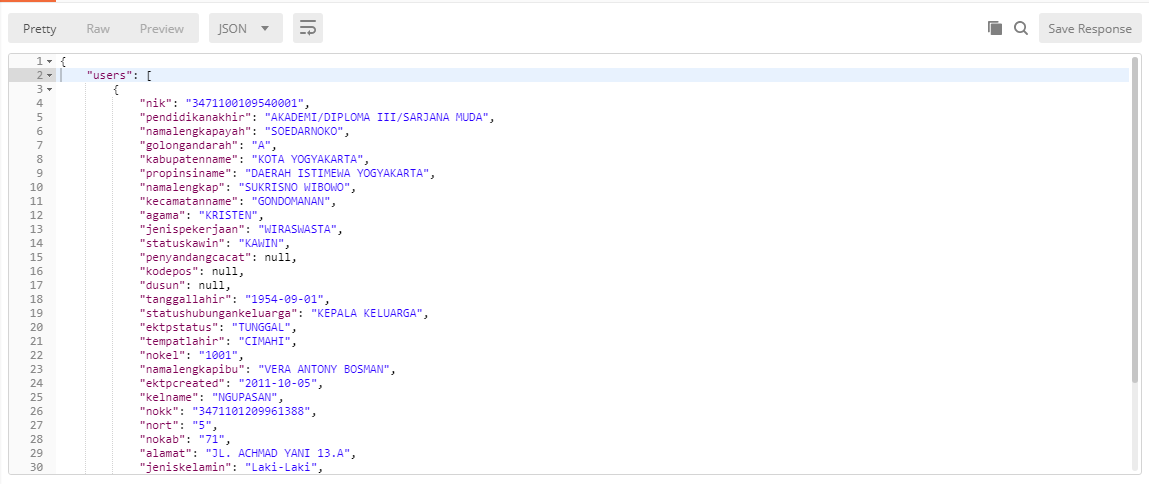 Pretty Raw Preview JSON Save Response
1 {
2 "users": [
3 {
4 "nik": "3471100109540001",
5 "pendidikanakhir": "AKADEMI/DIPLOMA III/SARJANA MUDA",
6 "namalengkapayah": "SOEDARNOKO",
7 "golongandarah": "A",
8 "kabupatenname": "KOTA YOGYAKARTA",
9 "propinsiname": "DAERAH ISTIMEWA YOGYAKARTA",
10 "namalengkap": "SUKRISNO WIBOWO",
11 "kecamatanname": "GONDOMANAN",
12 "agama": "KRISTEN",
13 "jenispekerjaan": "WIRASWASTA",
14 "statuskawin": "KAWIN",
15 "penyandangcacat": null,
16 "kodepos": null,
17 "dusun": null,
18 "tanggallahir": "1954-09-01",
19 "statushubungankeluarga": "KEPALA KELUARGA",
20 "ektpstatus": "TUNGGAL",
21 "tempatlahir": "CIMAHI",
22 "nokel": "1001",
23 "namalengkapibu": "VERA ANTONY BOSMAN",
24 "ektpcreated": "2011-10-05",
25 "kelname": "NGUPASAN",
26 "nokk": "3471101209961388",
27 "nort": "5",
28 "nokab": "71",
29 "alamat": "JL. ACHMAD YANI 13.A",
30 "jeniskelamin": "Laki-Laki",